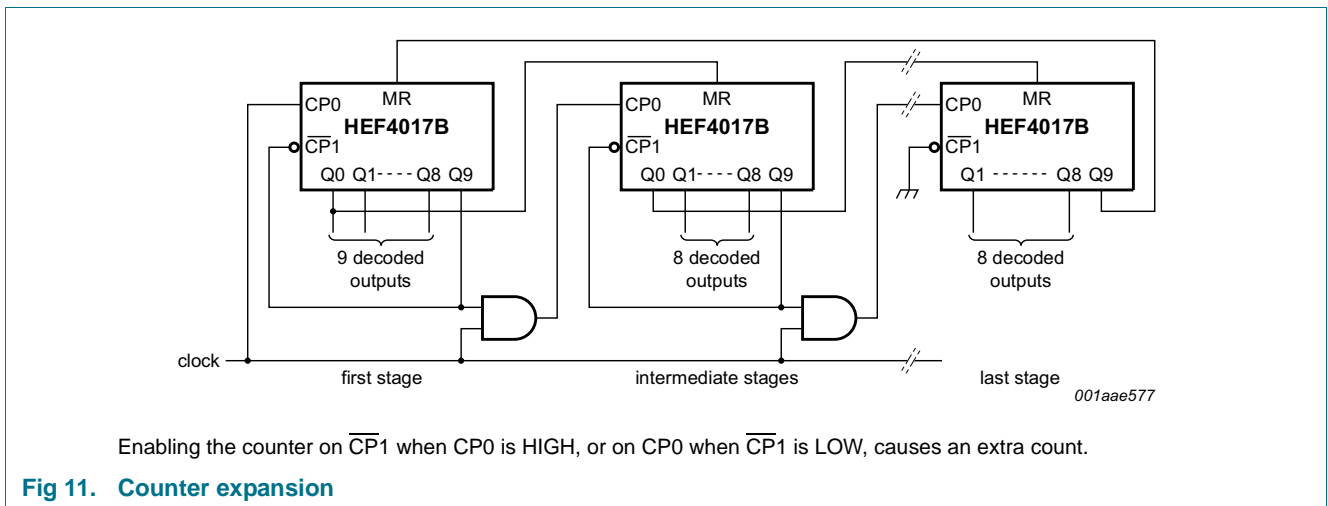 MR MR MR
CP0 CP0 CP0
HEF4017B HEF4017B HEF4017B
CP1 CP1 CP1
Q0 Q1 - - - - Q8 Q9 Q0 Q1 - - - - Q8 Q9 Q1 - - - - - - Q8 Q9
9 decoded 8 decoded 8 decoded
outputs outputs outputs
clock
first stage intermediate stages last stage
001aae577
Enabling the counter on C̅P̅1 when CP0 is HIGH, or on CP0 when C̅P̅1 is LOW, causes an extra count.
Fig 11. Counter expansion